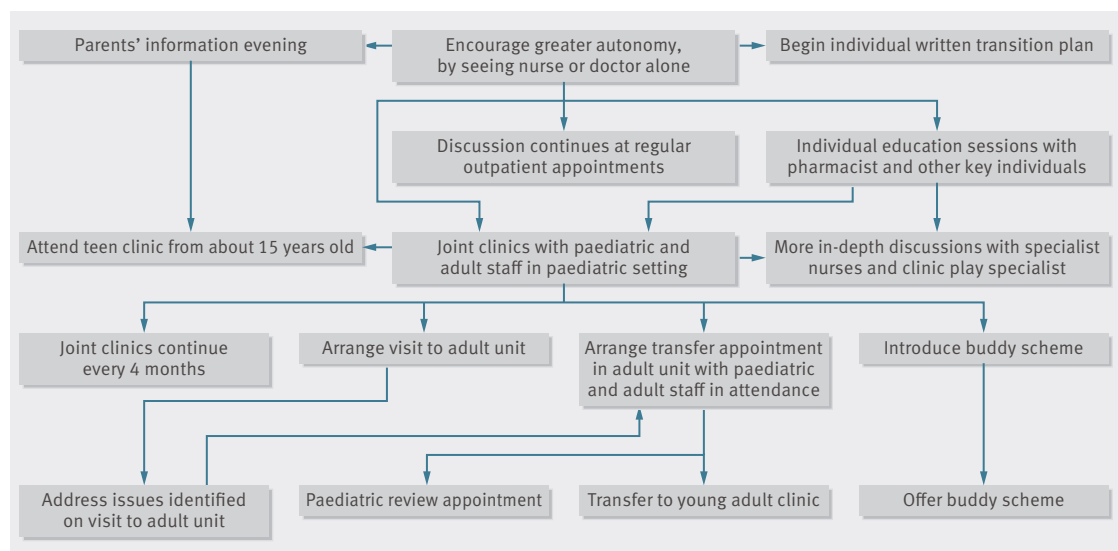 Parents’ information evening
Encourage greater autonomy,
by seeing nurse or doctor alone
Begin individual written transition plan
Discussion continues at regular
outpatient appointments
Individual education sessions with
pharmacist and other key individuals
Attend teen clinic from about 15 years old
Joint clinics with paediatric and
adult staff in paediatric setting
More in-depth discussions with specialist
nurses and clinic play specialist
Joint clinics continue
every 4 months
Arrange visit to adult unit
Arrange transfer appointment
in adult unit with paediatric
and adult staff in attendance
Introduce buddy scheme
Address issues identified
on visit to adult unit
Paediatric review appointment
Transfer to young adult clinic
Offer buddy scheme